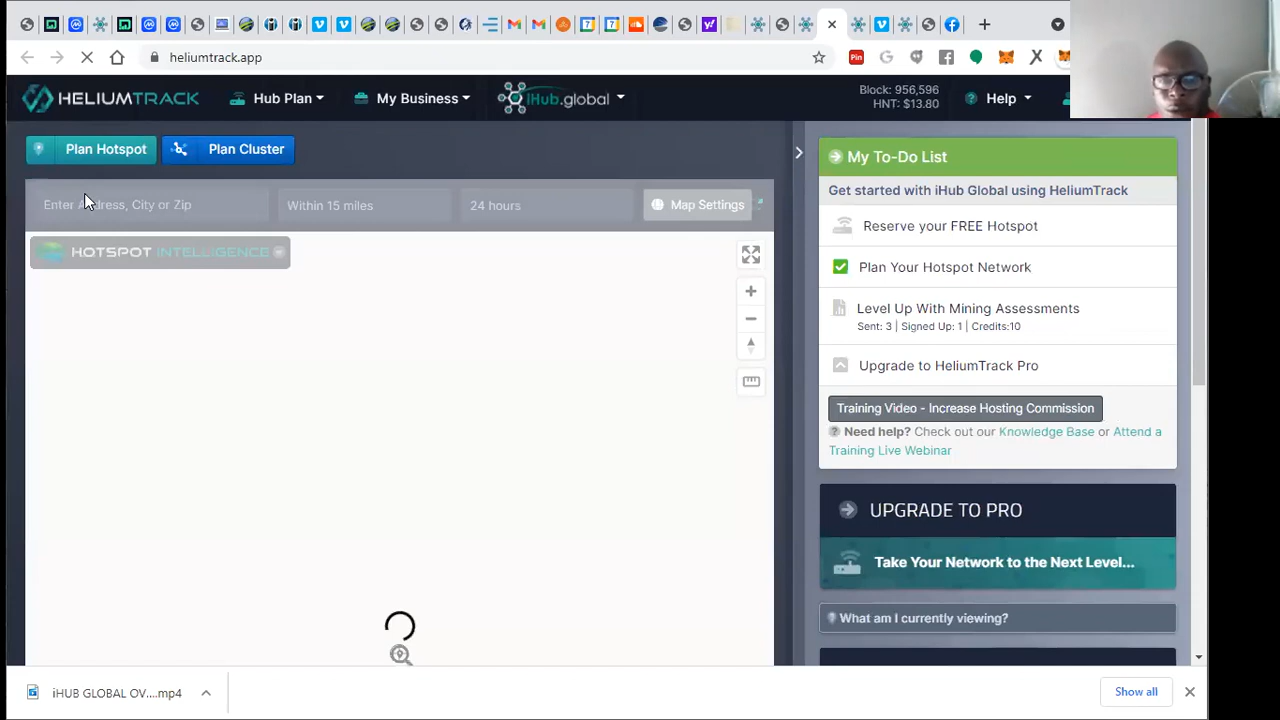 heliumtrack.app
Pin
HELIUMTRACK
Hub Plan
My Business
iHub.global
Block: 956,596
HNT: $13.80
Help
Plan Hotspot
Plan Cluster
Enter Address, City or Zip
Within 15 miles
24 hours
Map Settings
HOTSPOT INTELLIGENCE
My To-Do List
Get started with iHub Global using HeliumTrack
Reserve your FREE Hotspot
Plan Your Hotspot Network
Level Up With Mining Assessments
Sent: 3 | Signed Up: 1 | Credits:10
Upgrade to HeliumTrack Pro
Training Video - Increase Hosting Commission
Need help? Check out our Knowledge Base or Attend a
Training Live Webinar
UPGRADE TO PRO
Take Your Network to the Next Level...
What am I currently viewing?
iHUB GLOBAL OV....mp4
Show all